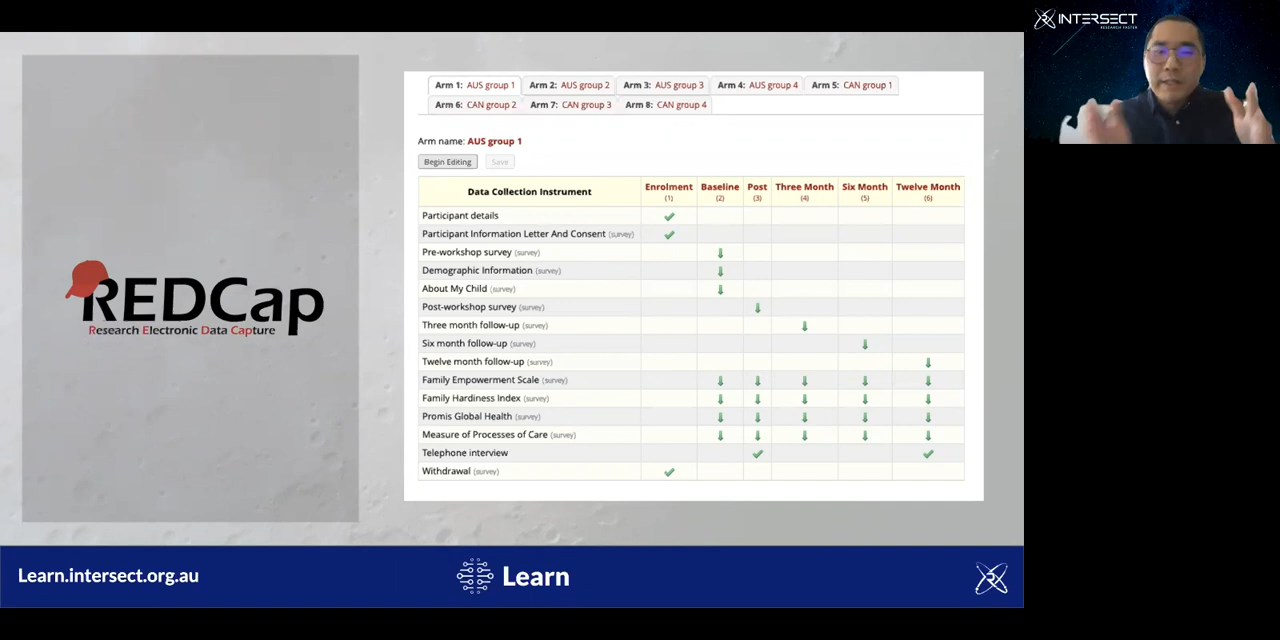 INTERSECT
RESEARCH FASTER
Arm 1: AUS group 1 Arm 2: AUS group 2 Arm 3: AUS group 3 Arm 4: AUS group 4 Arm 5: CAN group 1
Arm 6: CAN group 2 Arm 7: CAN group 3 Arm 8: CAN group 4
Arm name: AUS group 1
Begin Editing Save
Data Collection Instrument Enrolment (1) Baseline (2) Post (3) Three Month (4) Six Month (5) Twelve Month (6)
Participant details
Participant Information Letter And Consent (survey)
Pre-workshop survey (survey)
Demographic Information (survey)
About My Child (survey)
Post-workshop survey (survey)
Three month follow-up (survey)
Six month follow-up (survey)
Twelve month follow-up (survey)
Family Empowerment Scale (survey)
Family Hardiness Index (survey)
Promis Global Health (survey)
Measure of Processes of Care (survey)
Telephone interview
Withdrawal (survey)
REDCap
Research Electronic Data Capture
Learn.intersect.org.au
Learn